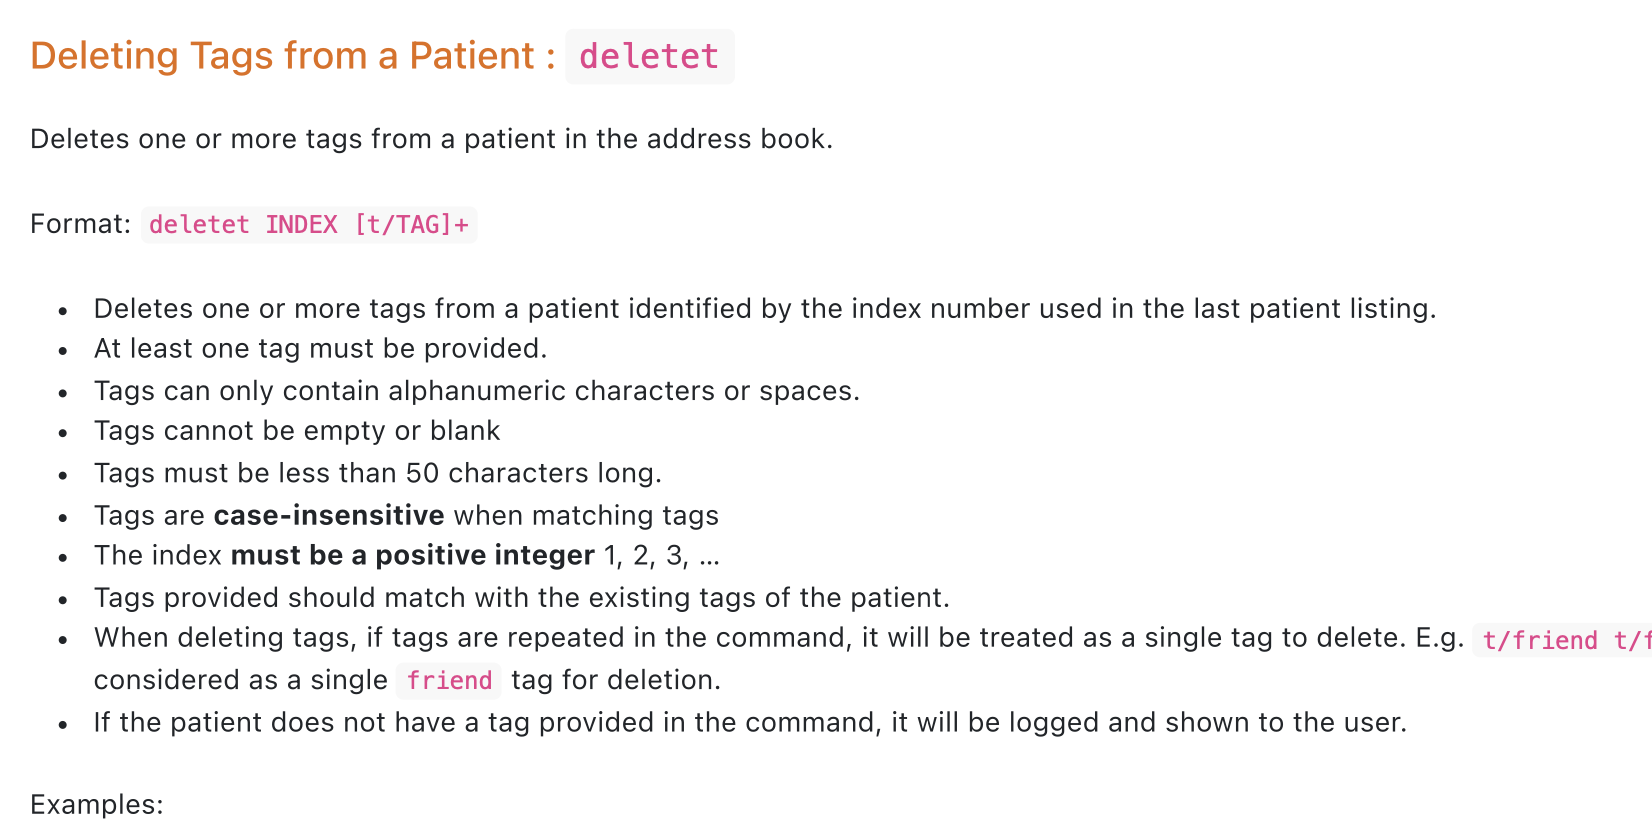 Deleting Tags from a Patient : deletet
Deletes one or more tags from a patient in the address book.
Format: deletet INDEX [t/TAG]+
• Deletes one or more tags from a patient identified by the index number used in the last patient listing.
• At least one tag must be provided.
• Tags can only contain alphanumeric characters or spaces.
• Tags cannot be empty or blank
• Tags must be less than 50 characters long.
• Tags are case-insensitive when matching tags
• The index must be a positive integer 1, 2, 3, …
• Tags provided should match with the existing tags of the patient.
• When deleting tags, if tags are repeated in the command, it will be treated as a single tag to delete. E.g. t/friend
considered as a single friend tag for deletion.
• If the patient does not have a tag provided in the command, it will be logged and shown to the user.
Examples: